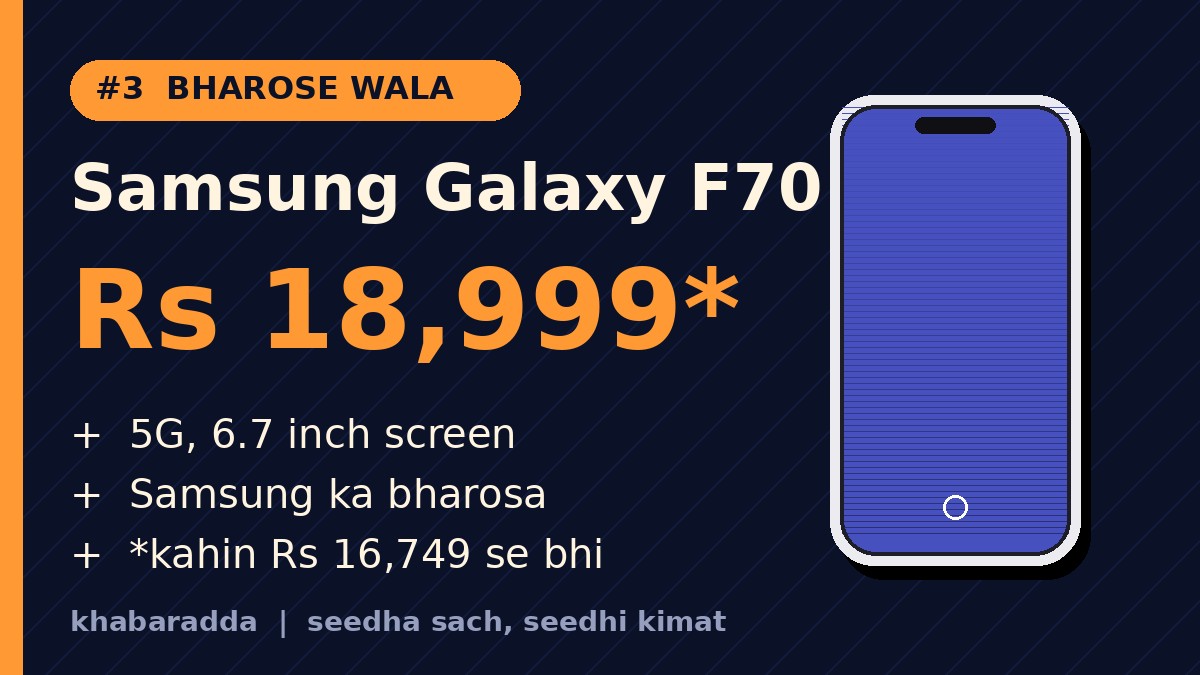 #3 BHAROSE WALA
Samsung Galaxy F70
Rs 18,999*
+ 5G, 6.7 inch screen
+ Samsung ka bharosa
+ *kahin Rs 16,749 se bhi
khabaradda | seedha sach, seedhi kimat